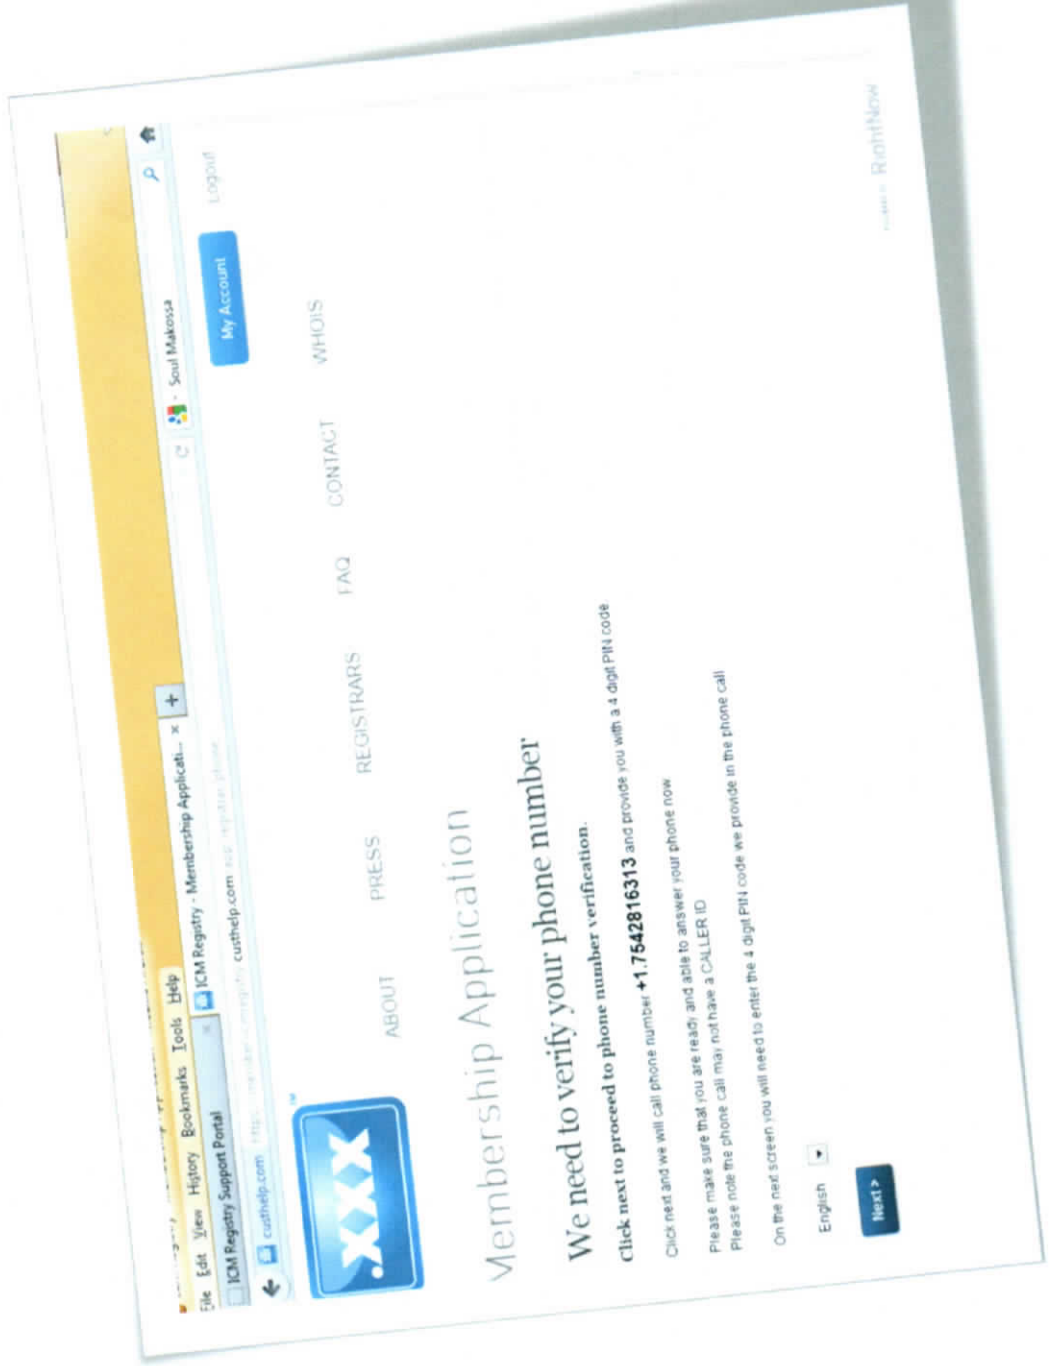 File Edit View History Bookmarks Tools Help
ICM Registry Support Portal
ICM Registry - Membership Applicati... × +
custhelp.com
custhelp.com
Soul Makossa
My Account
Logout
.xxx
TM
ABOUT PRESS REGISTRARS FAQ CONTACT WHOIS
Membership Application
We need to verify your phone number
Click next to proceed to phone number verification.
Click next and we will call phone number +1.7542816313 and provide you with a 4 digit PIN code.
Please make sure that you are ready and able to answer your phone now
Please note the phone call may not have a CALLER ID
On the next screen you will need to enter the 4 digit PIN code we provide in the phone call
English
Next >
RightNow